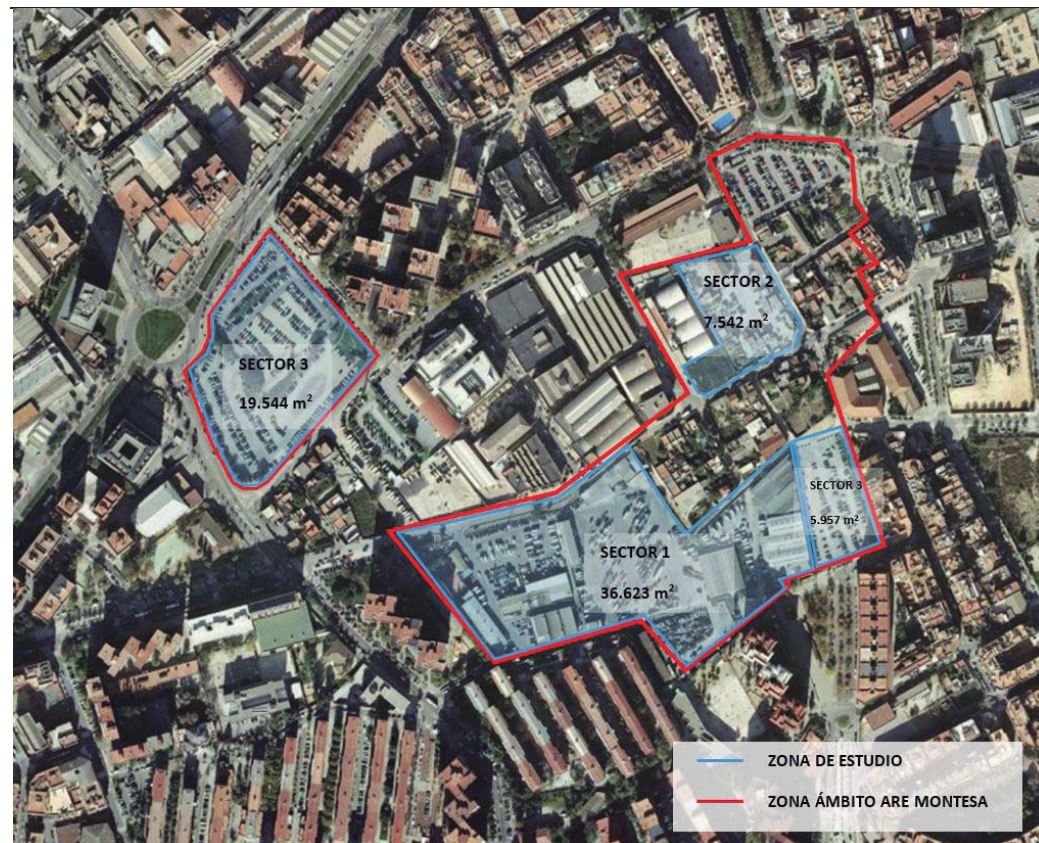 SECTOR 2
7.542 m²
SECTOR 3
19.544 m²
SECTOR 3
5.957 m²
SECTOR 1
36.623 m²
ZONA DE ESTUDIO
ZONA ÁMBITO ARE MONTESA